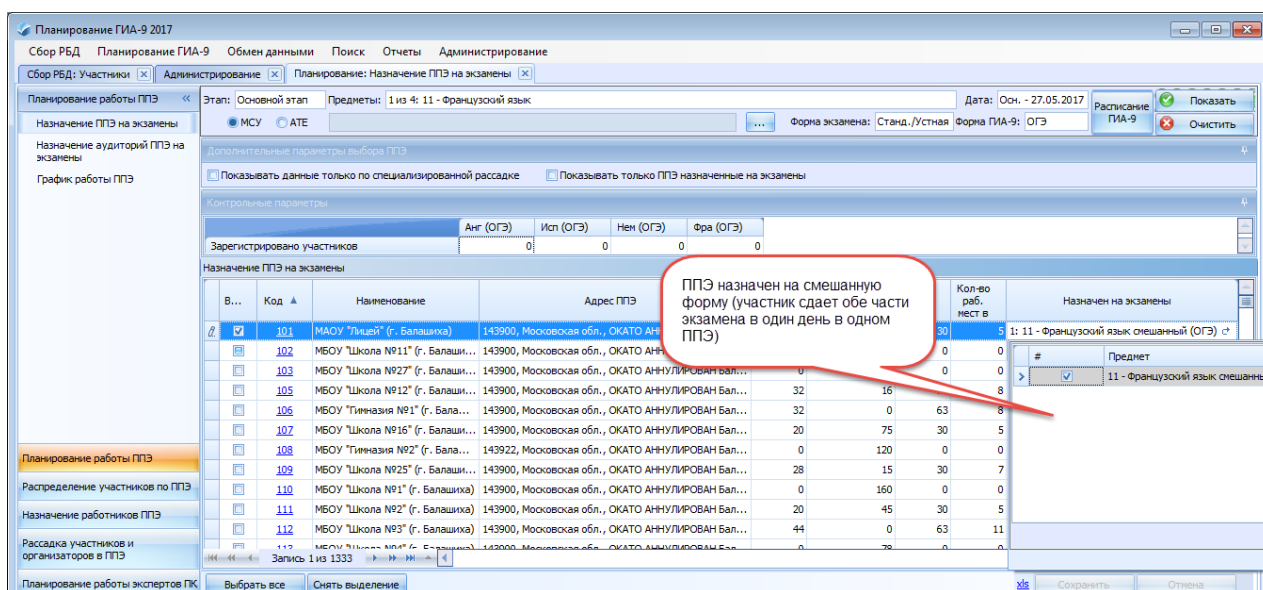 Планирование ГИА-9 2017
Сбор РБД Планирование ГИА-9 Обмен данными Поиск Отчеты Администрирование
Сбор РБД: Участники Администрирование Планирование: Назначение ППЭ на экзамены
Планирование работы ППЭ
Назначение ППЭ на экзамены
Назначение аудиторий ППЭ на
экзамены
График работы ППЭ
Этап: Основной этап Предметы: 1 из 4: 11 - Французский язык Дата: Осн. - 27.05.2017
МСУ АТЕ ... Форма экзамена: Станд./Устная Форма ГИА-9: ОГЭ
Расписание
ГИА-9
Показать
Очистить
Дополнительные параметры выбора ППЭ
Показывать данные только по специализированной рассадке Показывать только ППЭ назначенные на экзамены
Контрольные параметры
Анг (ОГЭ) Исп (ОГЭ) Нем (ОГЭ) Фра (ОГЭ)
Зарегистрировано участников 0 0 0 0
Назначение ППЭ на экзамены
В... Код Наименование Адрес ППЭ
Кол-во
раб.
мест в
Назначен на экзамены
ППЭ назначен на смешанную
форму (участник сдает обе части
экзамена в один день в одном
ППЭ)
101 МАОУ "Лицей" (г. Балашиха) 143900, Московская обл., ОКАТО АНН 30 5 1: 11 - Французский язык смешанный (ОГЭ)
102 МБОУ "Школа №11" (г. Балаши... 143900, Московская обл., ОКАТО АНН 0 0
103 МБОУ "Школа №27" (г. Балаши... 143900, Московская обл., ОКАТО АННУЛИРОВАН Бал... 0 0 0
105 МБОУ "Школа №12" (г. Балаши... 143900, Московская обл., ОКАТО АННУЛИРОВАН Бал... 32 16 8
106 МБОУ "Гимназия №1" (г. Бала... 143900, Московская обл., ОКАТО АННУЛИРОВАН Бал... 32 0 63 8
107 МБОУ "Школа №16" (г. Балаши... 143900, Московская обл., ОКАТО АННУЛИРОВАН Бал... 20 75 30 5
108 МБОУ "Гимназия №2" (г. Бала... 143922, Московская обл., ОКАТО АННУЛИРОВАН Бал... 0 120 0 0
109 МБОУ "Школа №25" (г. Балаши... 143900, Московская обл., ОКАТО АННУЛИРОВАН Бал... 28 15 30 7
110 МБОУ "Школа №1" (г. Балашиха) 143900, Московская обл., ОКАТО АННУЛИРОВАН Бал... 0 160 0 0
111 МБОУ "Школа №2" (г. Балашиха) 143900, Московская обл., ОКАТО АННУЛИРОВАН Бал... 20 45 30 5
112 МБОУ "Школа №3" (г. Балашиха) 143900, Московская обл., ОКАТО АННУЛИРОВАН Бал... 44 0 63 11
# Предмет
11 - Французский язык смешанны
Запись 1 из 1333
Выбрать все Снять выделение xls Сохранить Отмена
Планирование работы ППЭ
Распределение участников по ППЭ
Назначение работников ППЭ
Рассадка участников и
организаторов в ППЭ
Планирование работы экспертов ПК